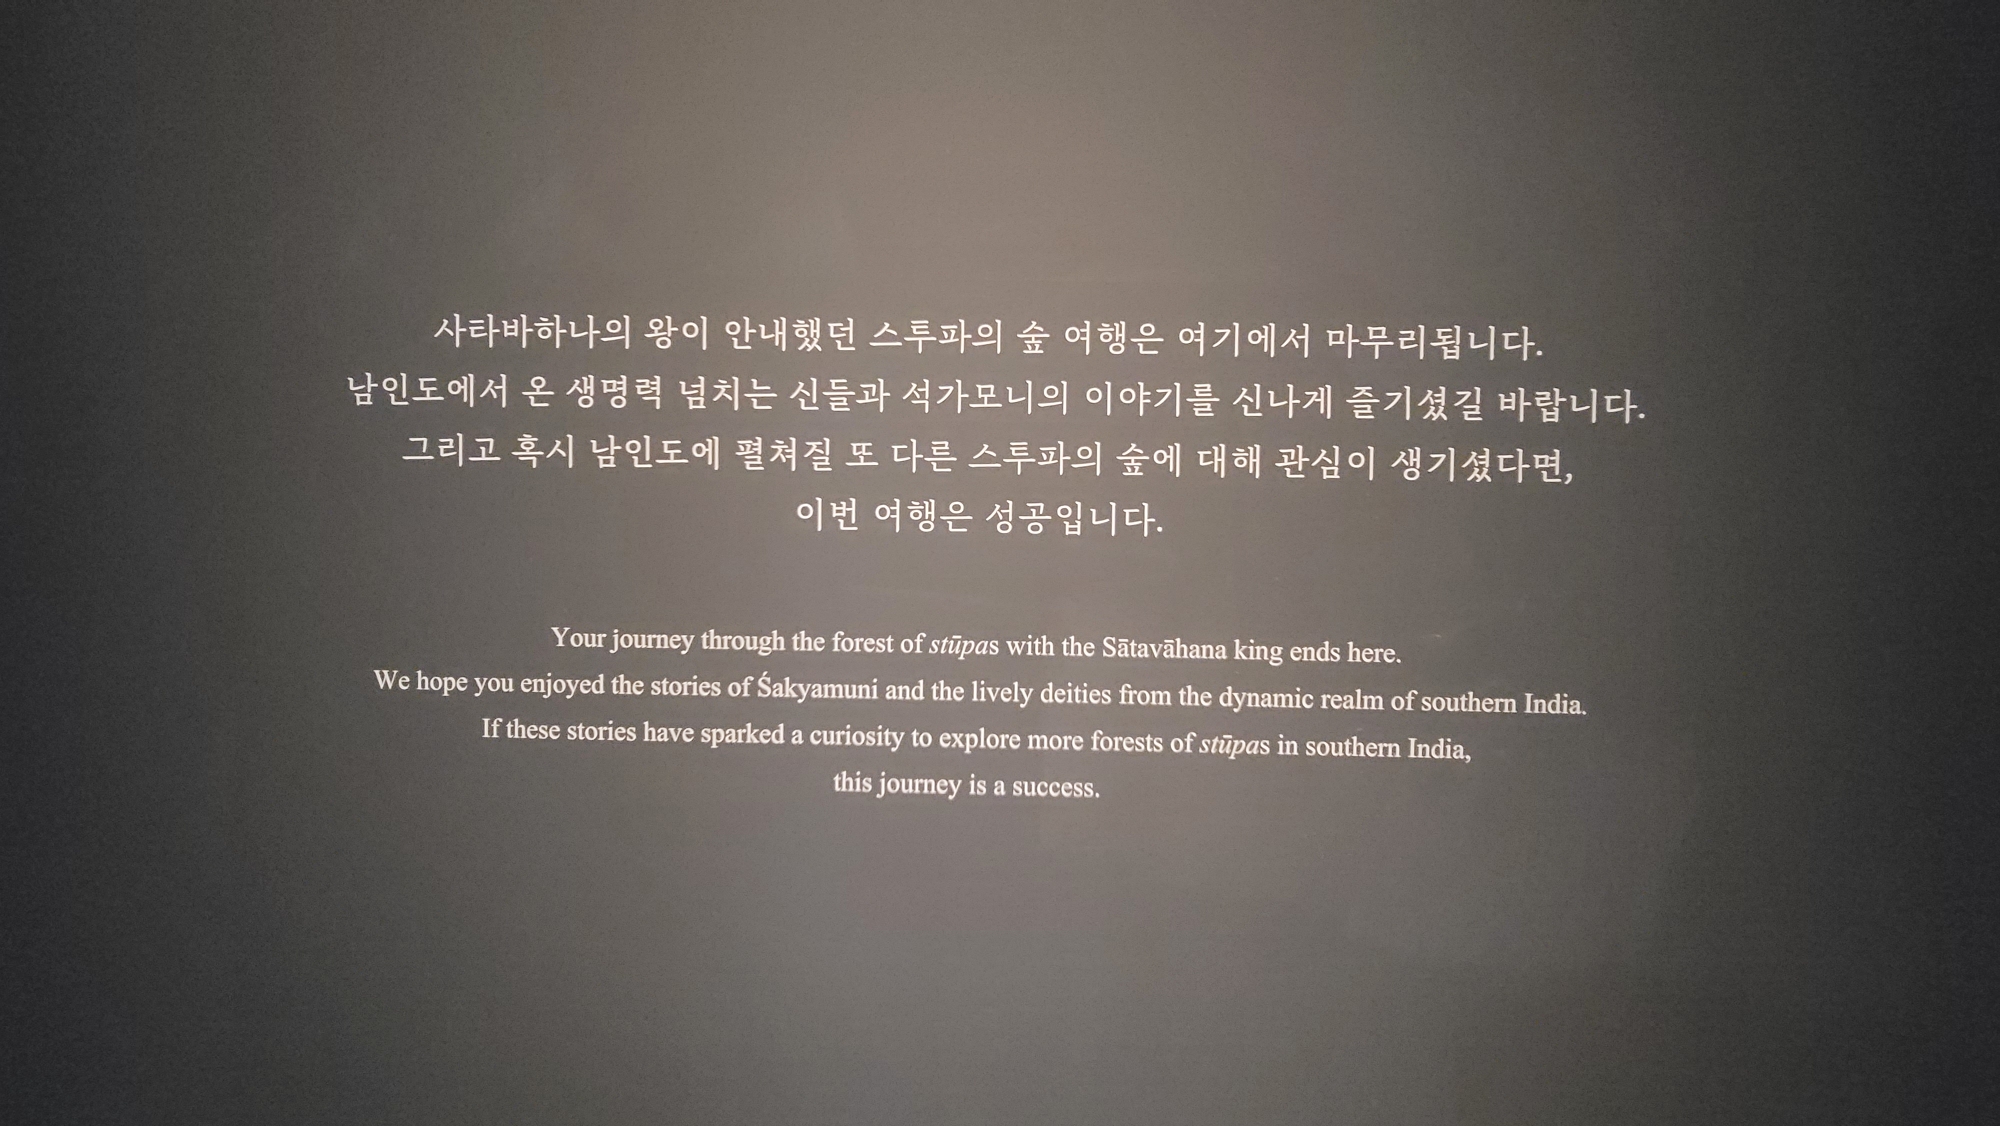 사타바하나의 왕이 안내했던 스투파의 숲 여행은 여기에서 마무리됩니다.
남인도에서 온 생명력 넘치는 신들과 석가모니의 이야기를 신나게 즐기셨길 바랍니다.
그리고 혹시 남인도에 펼쳐질 또 다른 스투파의 숲에 대해 관심이 생기셨다면,
이번 여행은 성공입니다.
Your journey through the forest of stūpas with the Sātavāhana king ends here.
We hope you enjoyed the stories of Śakyamuni and the lively deities from the dynamic realm of southern India.
If these stories have sparked a curiosity to explore more forests of stūpas in southern India,
this journey is a success.